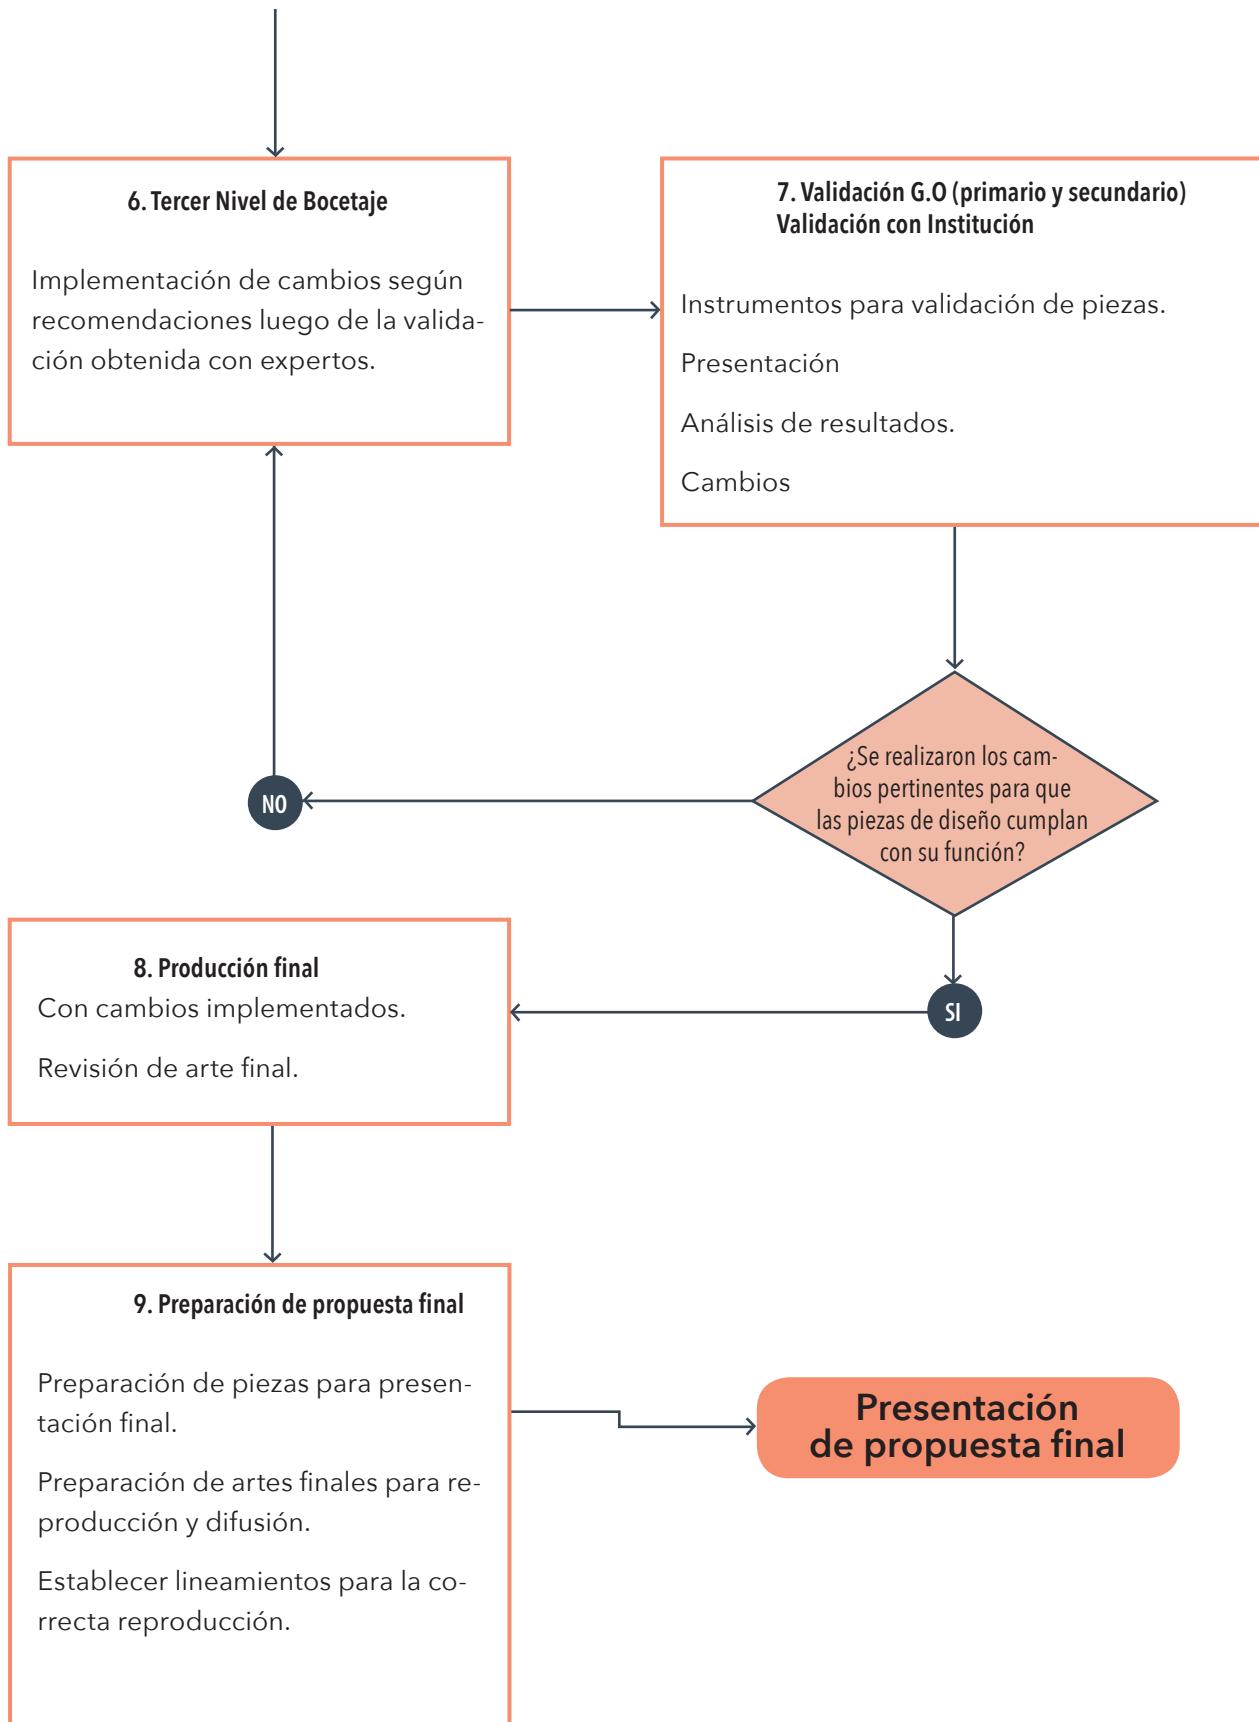 6. Tercer Nivel de Bocetaje
Implementación de cambios según
recomendaciones luego de la valida-
ción obtenida con expertos.
7. Validación G.O (primario y secundario)
Validación con Institución
Instrumentos para validación de piezas.
Presentación
Análisis de resultados.
Cambios
¿Se realizaron los cam-
bios pertinentes para que
las piezas de diseño cumplan
con su función?
NO
SI
8. Producción final
Con cambios implementados.
Revisión de arte final.
9. Preparación de propuesta final
Preparación de piezas para presen-
tación final.
Preparación de artes finales para re-
producción y difusión.
Establecer lineamientos para la co-
rrecta reproducción.
Presentación
de propuesta final